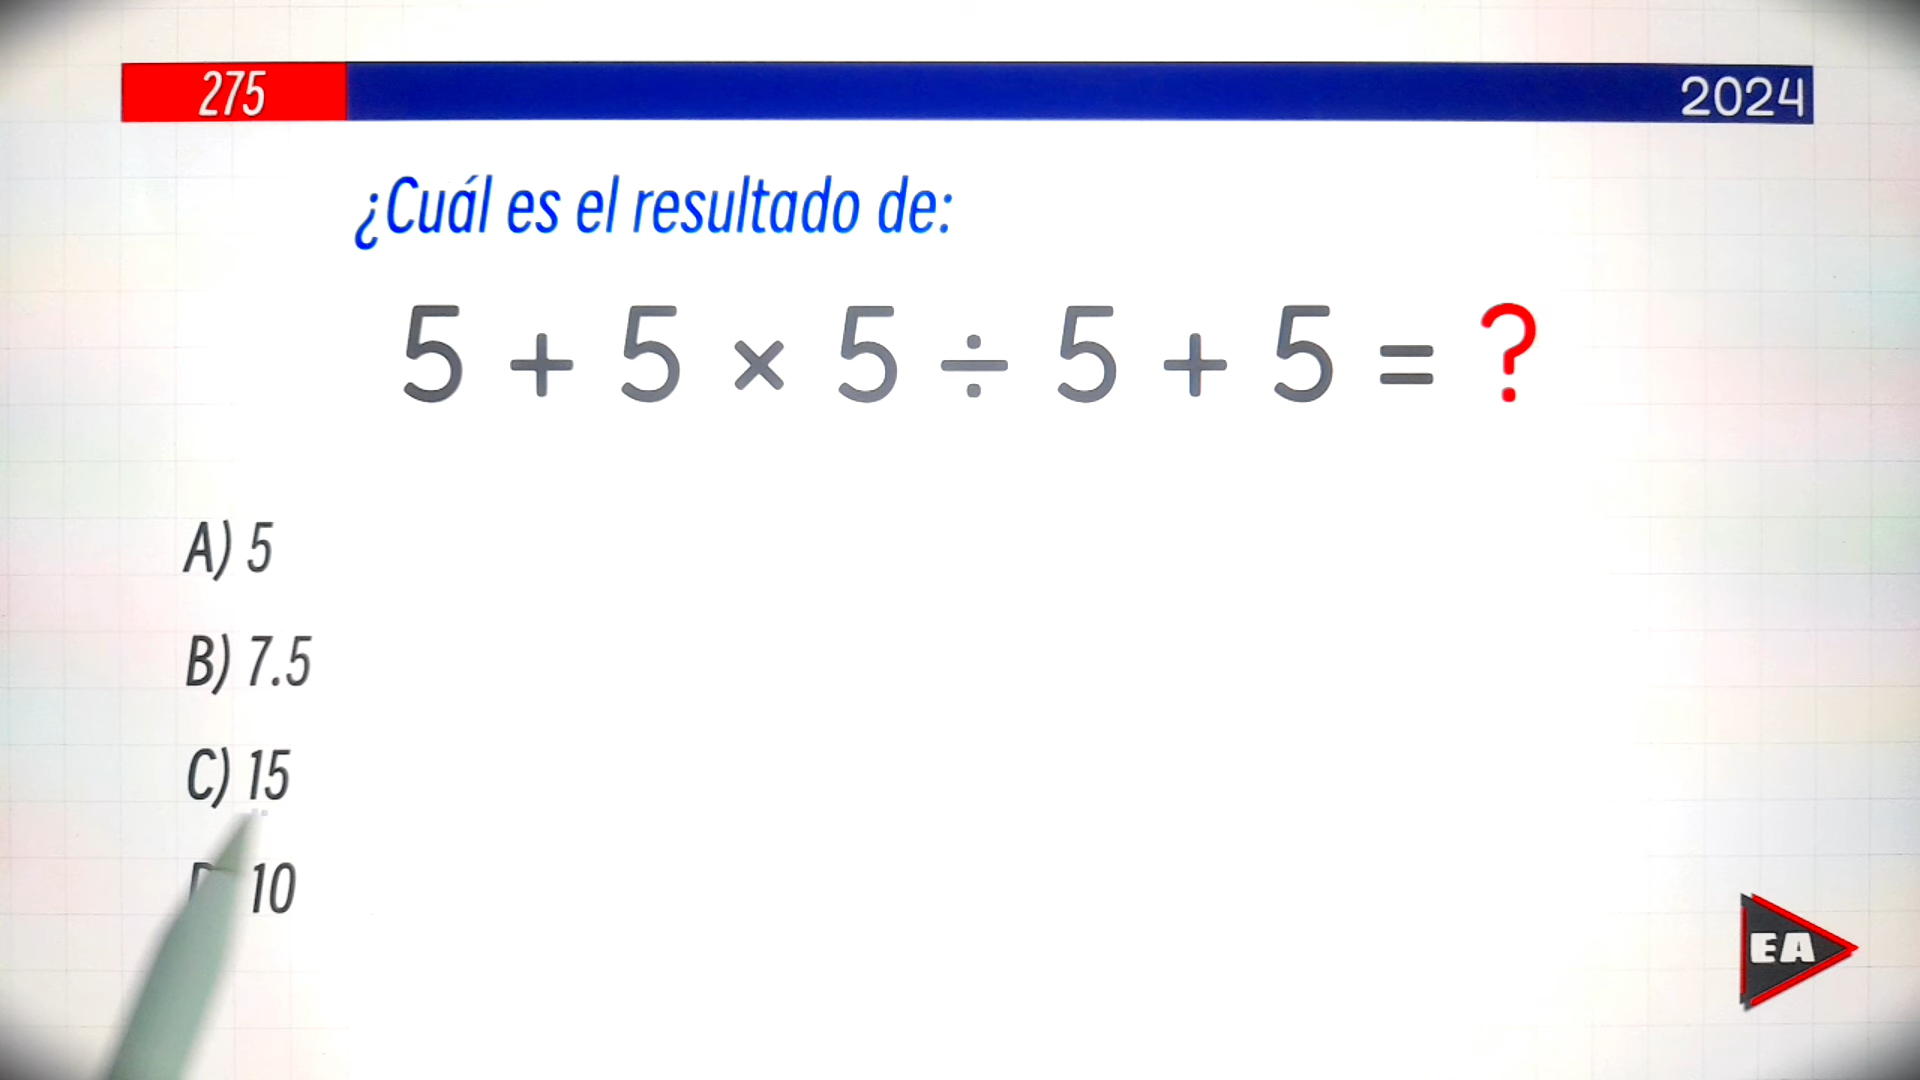 275
2024
¿Cuál es el resultado de:
5 + 5 × 5 ÷ 5 + 5 = ?
A) 5
B) 7.5
C) 15
10
EA